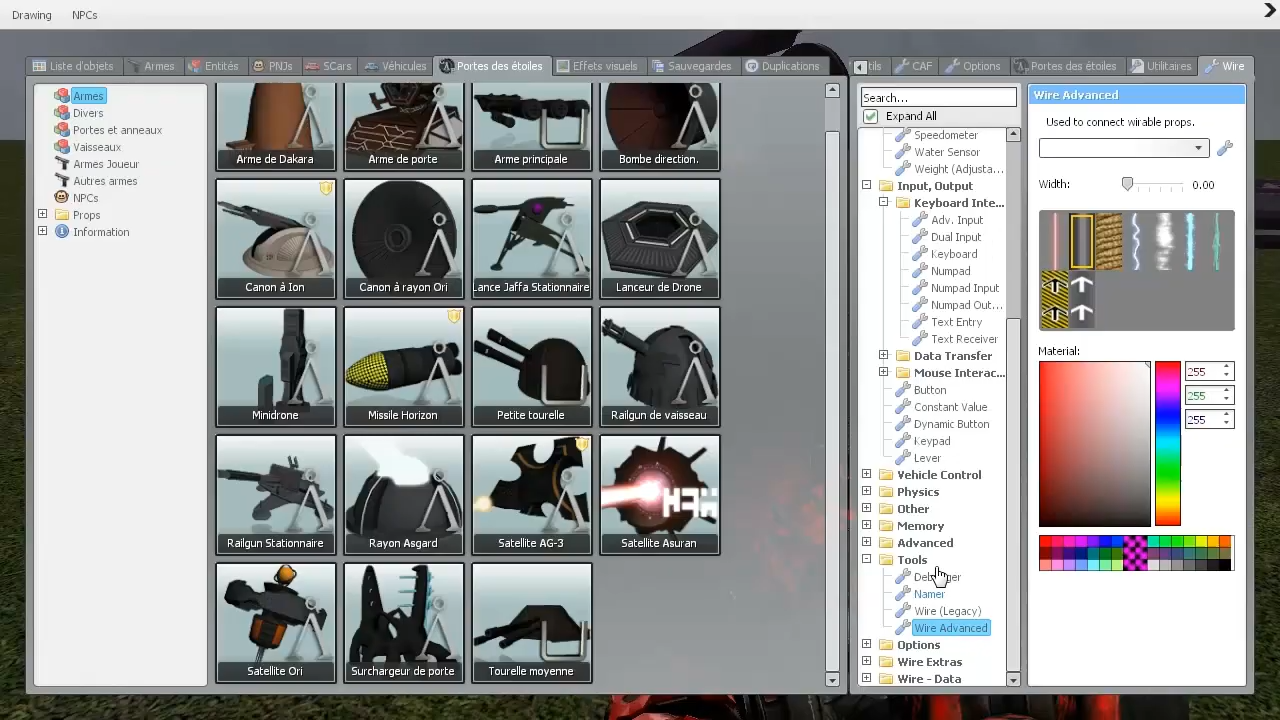 Drawing NPCs
Liste d'objets Armes Entités PNJs SCars Véhicules Portes des étoiles Effets visuels Sauvegardes Duplications
tils CAF Options Portes des étoiles Utilitaires Wire
Armes
Divers
Portes et anneaux
Vaisseaux
Armes Joueur
Autres armes
NPCs
Props
Information
Arme de Dakara Arme de porte Arme principale Bombe direction.
Canon à Ion Canon à rayon Ori Lance Jaffa Stationnaire Lanceur de Drone
Minidrone Missile Horizon Petite tourelle Railgun de vaisseau
Railgun Stationnaire Rayon Asgard Satellite AG-3 Satellite Asuran
Satellite Ori Surchargeur de porte Tourelle moyenne
Search...
Expand All
Speedometer
Water Sensor
Weight (Adjusta...
Input, Output
Keyboard Inte...
Adv. Input
Dual Input
Keyboard
Numpad
Numpad Input
Numpad Out...
Text Entry
Text Receiver
Data Transfer
Mouse Interac...
Button
Constant Value
Dynamic Button
Keypad
Lever
Vehicle Control
Physics
Other
Memory
Advanced
Tools
Namer
Wire (Legacy)
Wire Advanced
Options
Wire Extras
Wire - Data
Wire Advanced
Used to connect wirable props.
Width: 0.00
Material:
255
255
255